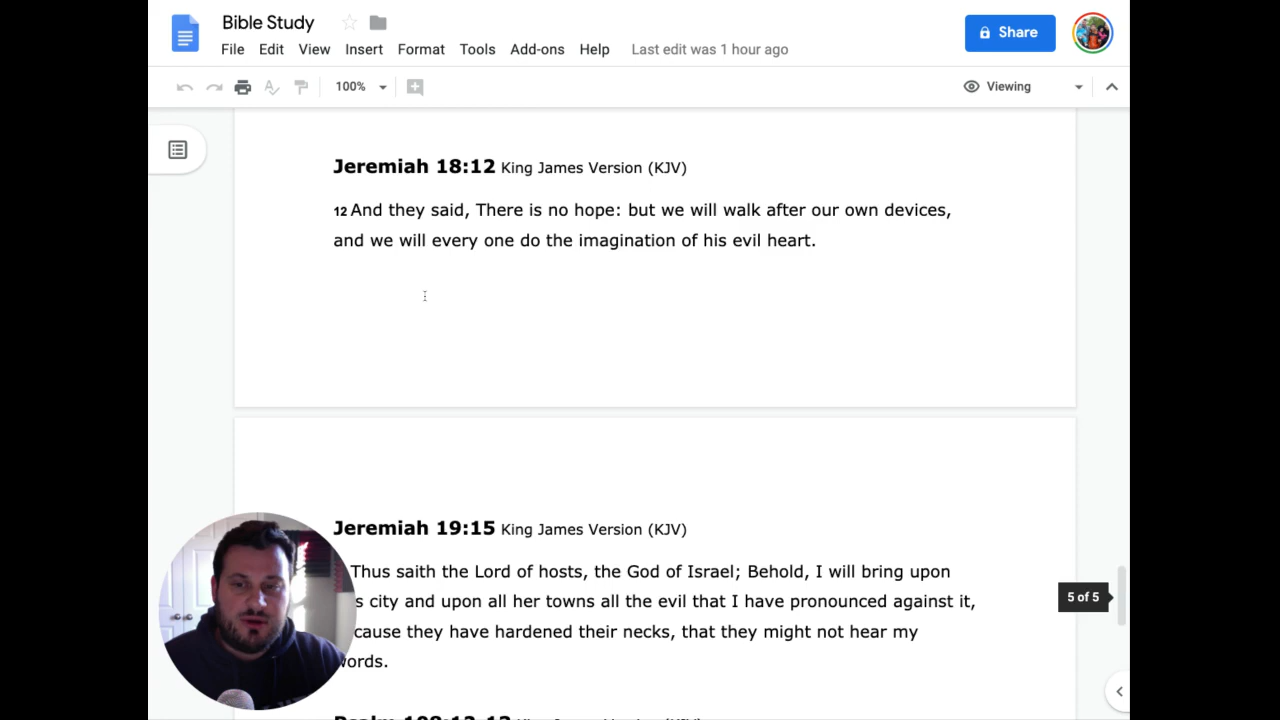 Bible Study
File Edit View Insert Format Tools Add-ons Help Last edit was 1 hour ago
Share
100%
Viewing
Jeremiah 18:12 King James Version (KJV)
12 And they said, There is no hope: but we will walk after our own devices,
and we will every one do the imagination of his evil heart.
Jeremiah 19:15 King James Version (KJV)
Thus saith the Lord of hosts, the God of Israel; Behold, I will bring upon
s city and upon all her towns all the evil that I have pronounced against it,
cause they have hardened their necks, that they might not hear my
words.
5 of 5